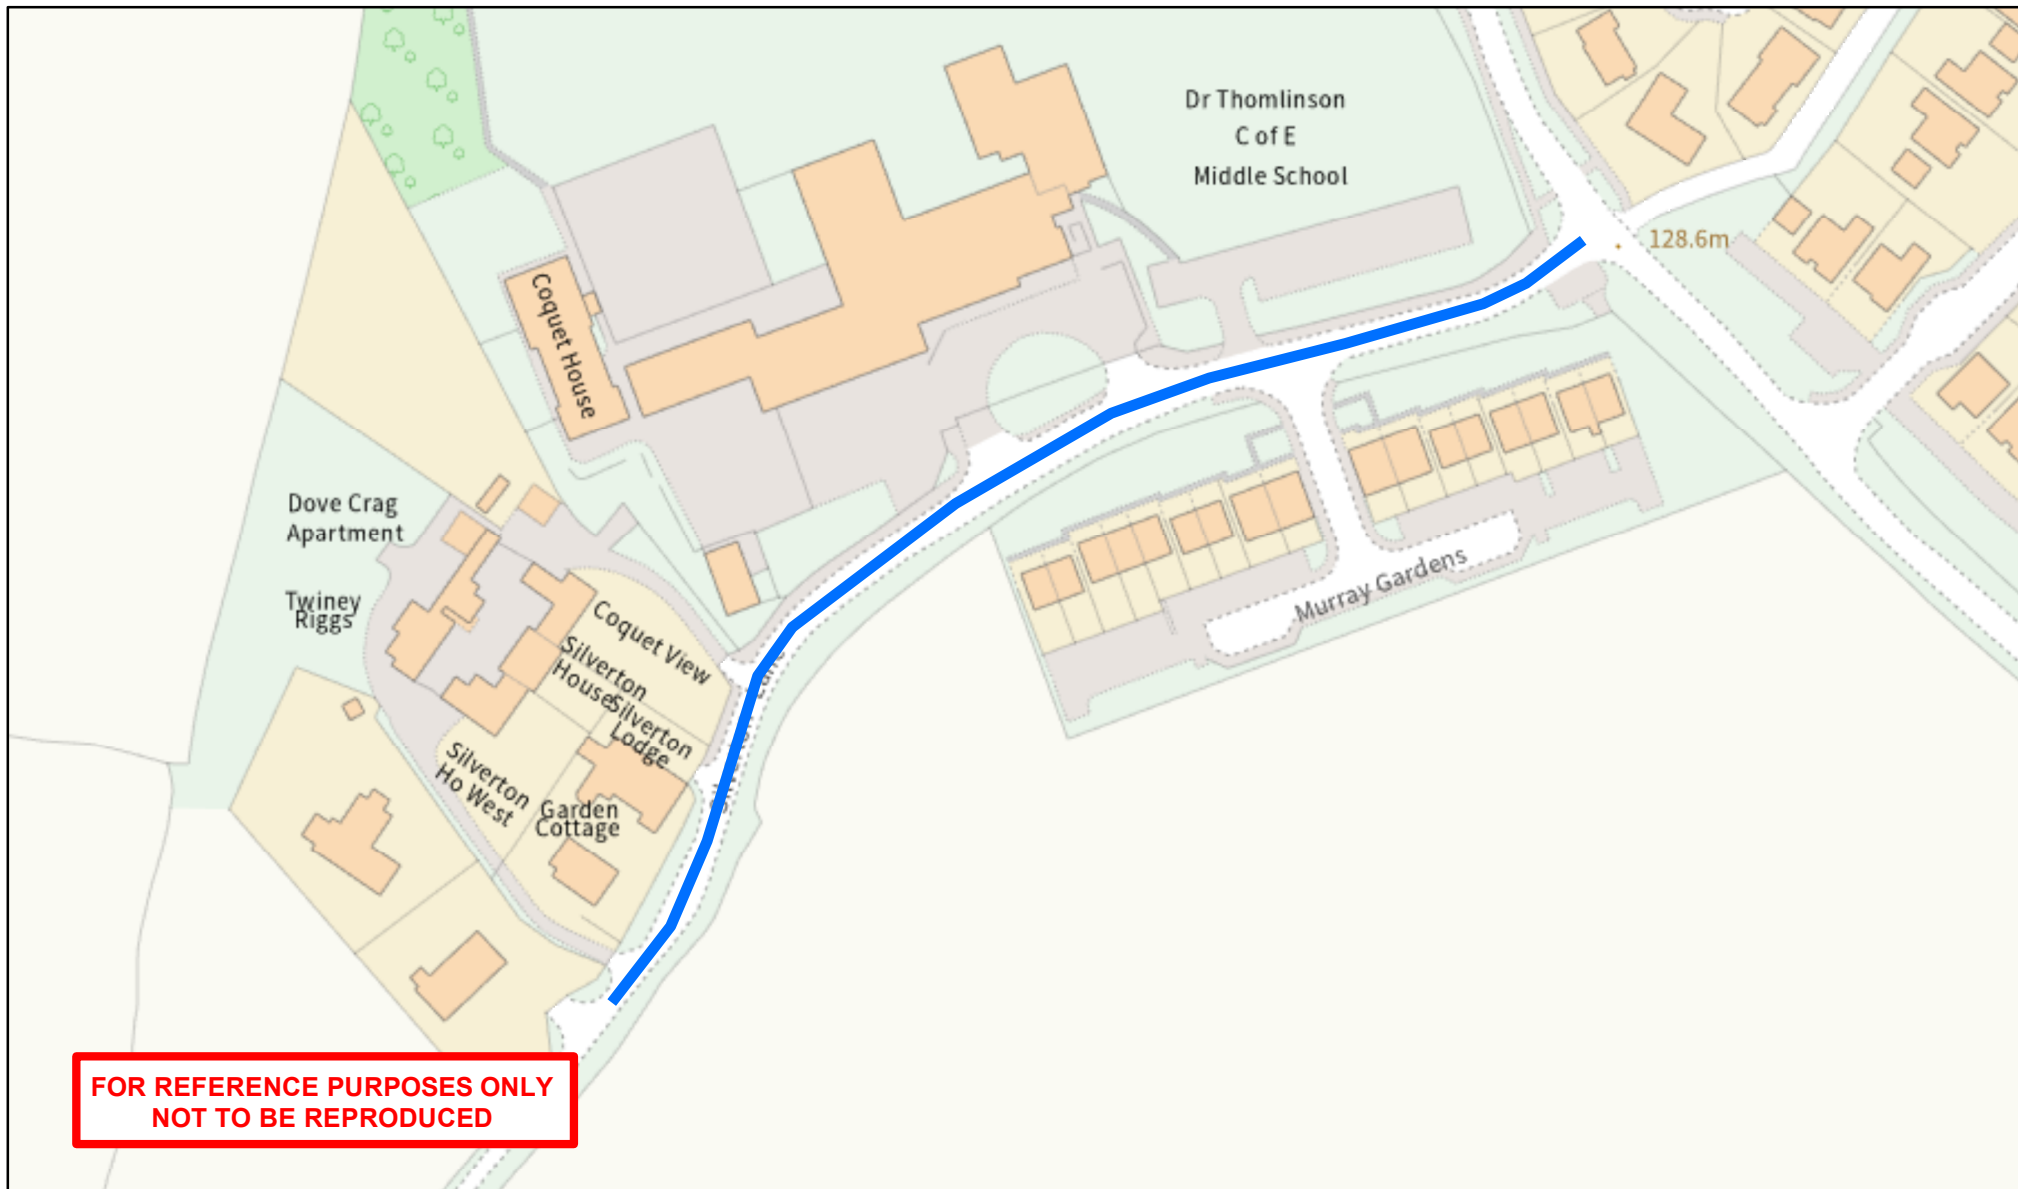 Dr Thomlinson
C of E
Middle School
128.6m
Coquet House
Dove Crag
Apartment
Twiney
Riggs
Coquet View
Silverton
House
Silverton
Lodge
Silverton
Ho West
Garden
Cottage
Murray Gardens
FOR REFERENCE PURPOSES ONLY
NOT TO BE REPRODUCED